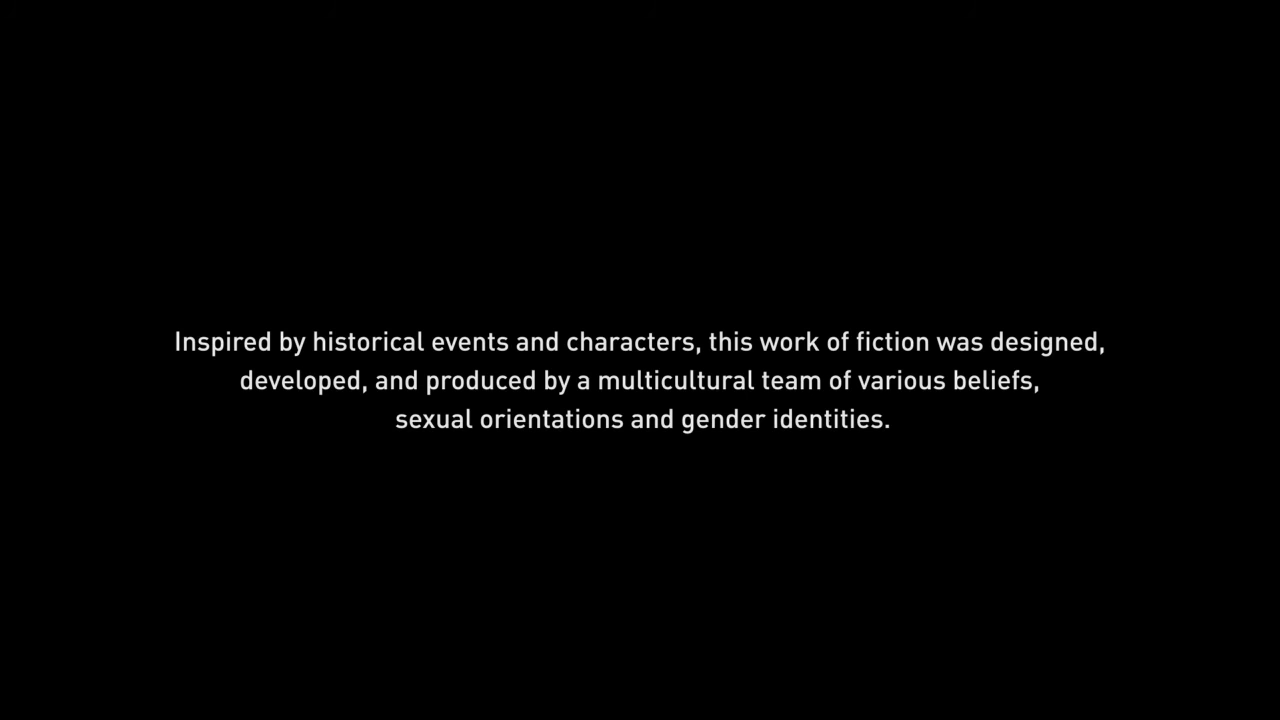 Inspired by historical events and characters, this work of fiction was designed,
developed, and produced by a multicultural team of various beliefs,
sexual orientations and gender identities.